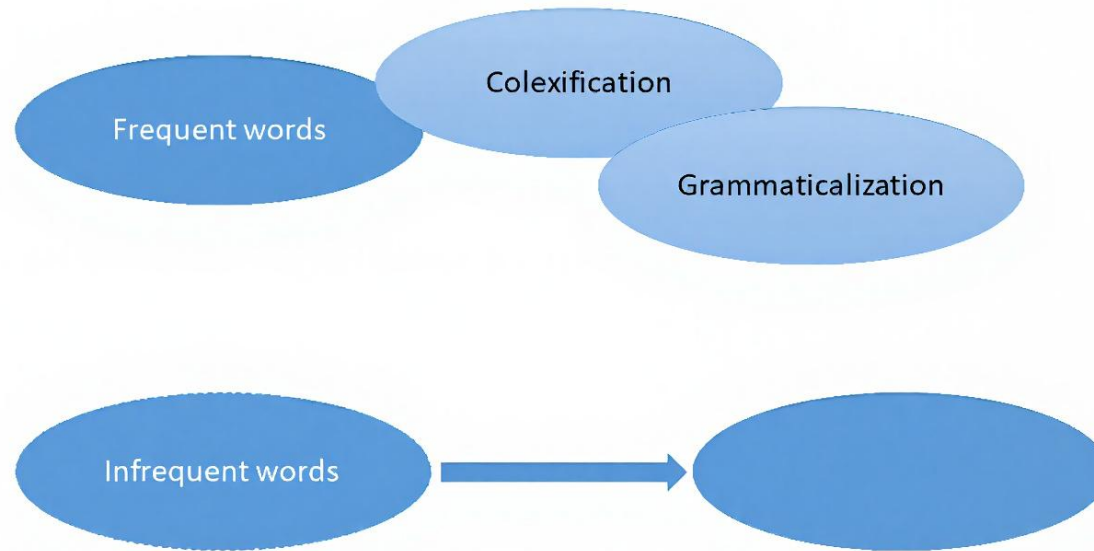 Colexification
Frequent words
Grammaticalization
Infrequent words